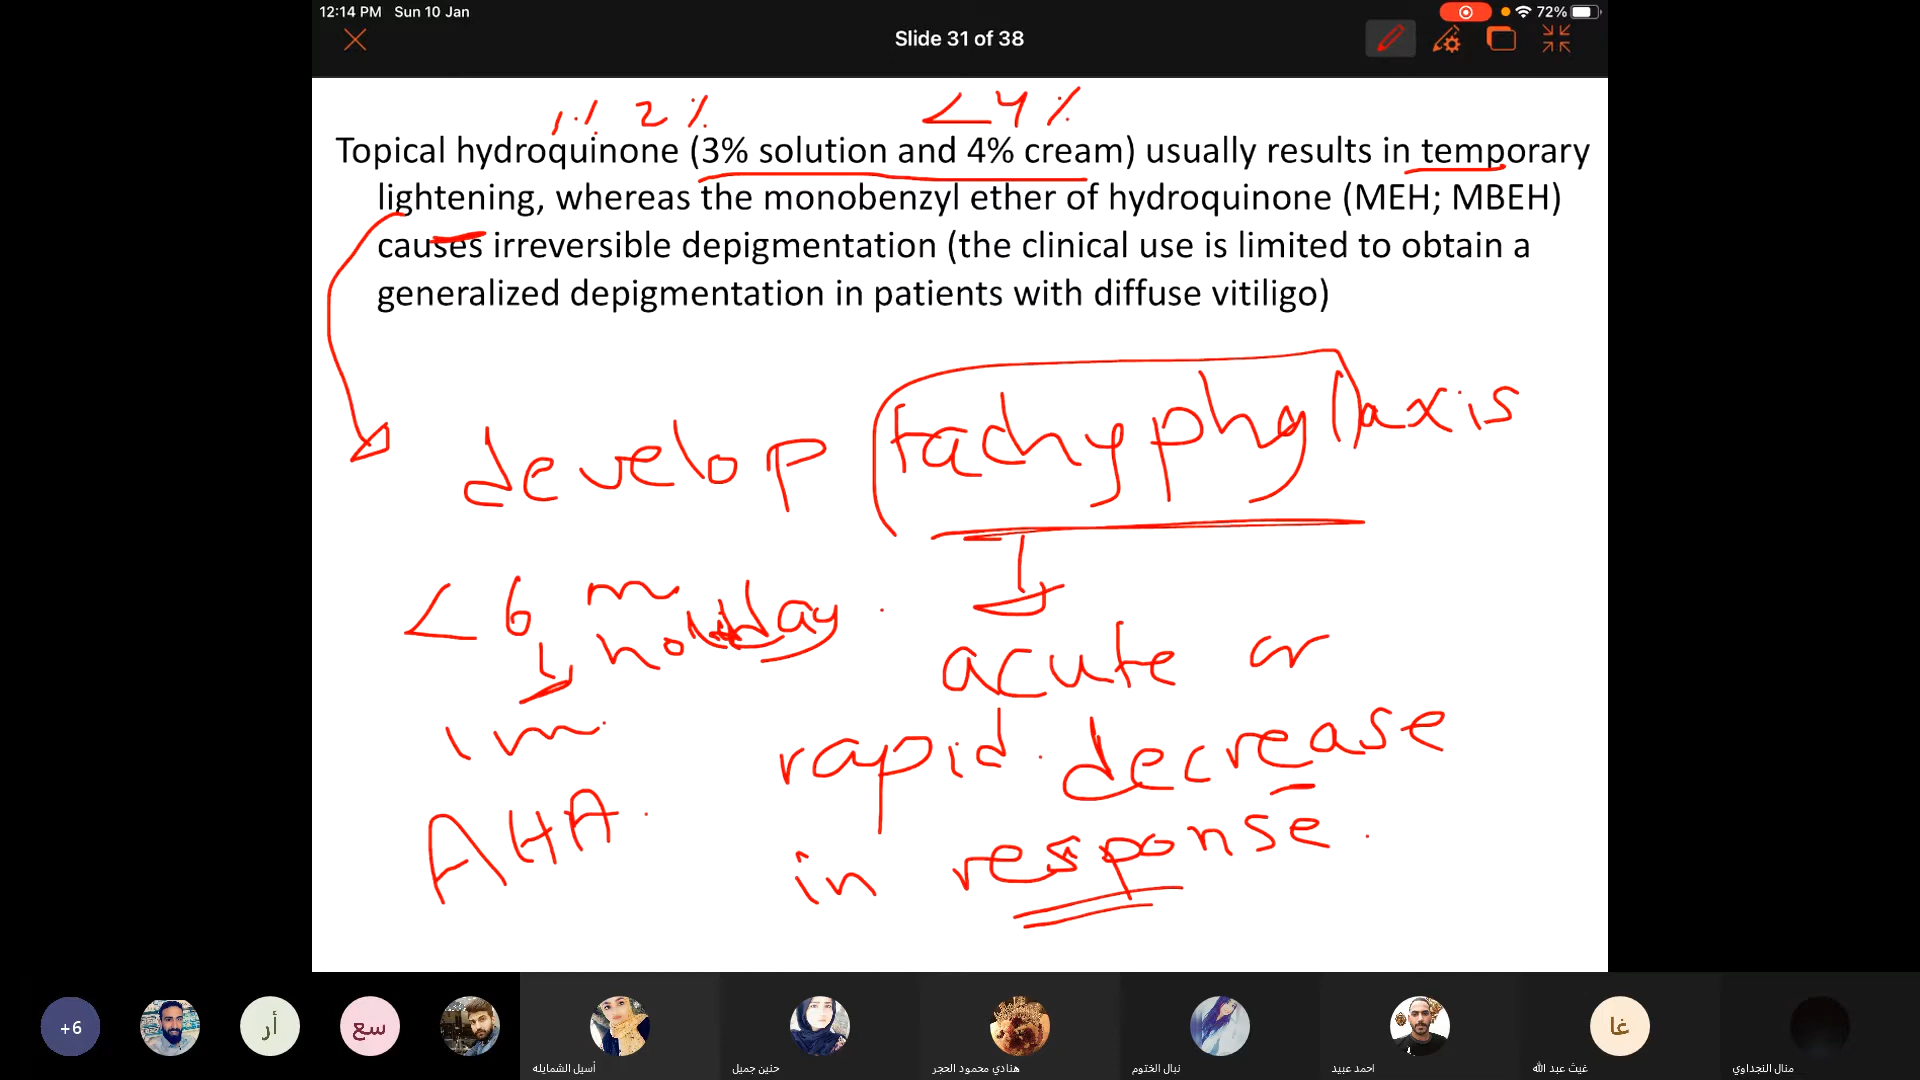 12:14 PM Sun 10 Jan
72%
Slide 31 of 38
1% 2% <4%
Topical hydroquinone (3% solution and 4% cream) usually results in temporary
lightening, whereas the monobenzyl ether of hydroquinone (MEH; MBEH)
causes irreversible depigmentation (the clinical use is limited to obtain a
generalized depigmentation in patients with diffuse vitiligo)
develop tachyphylaxis
<6 m
holiday
acute or
1m
rapid decrease
AHA
in response
+6
أر
سع
غا
أسيل الشمايله
حنين جميل
هنادي محمود الحجر
نبال الختوم
احمد عبيد
غيث عبد الله
منال النجداوي